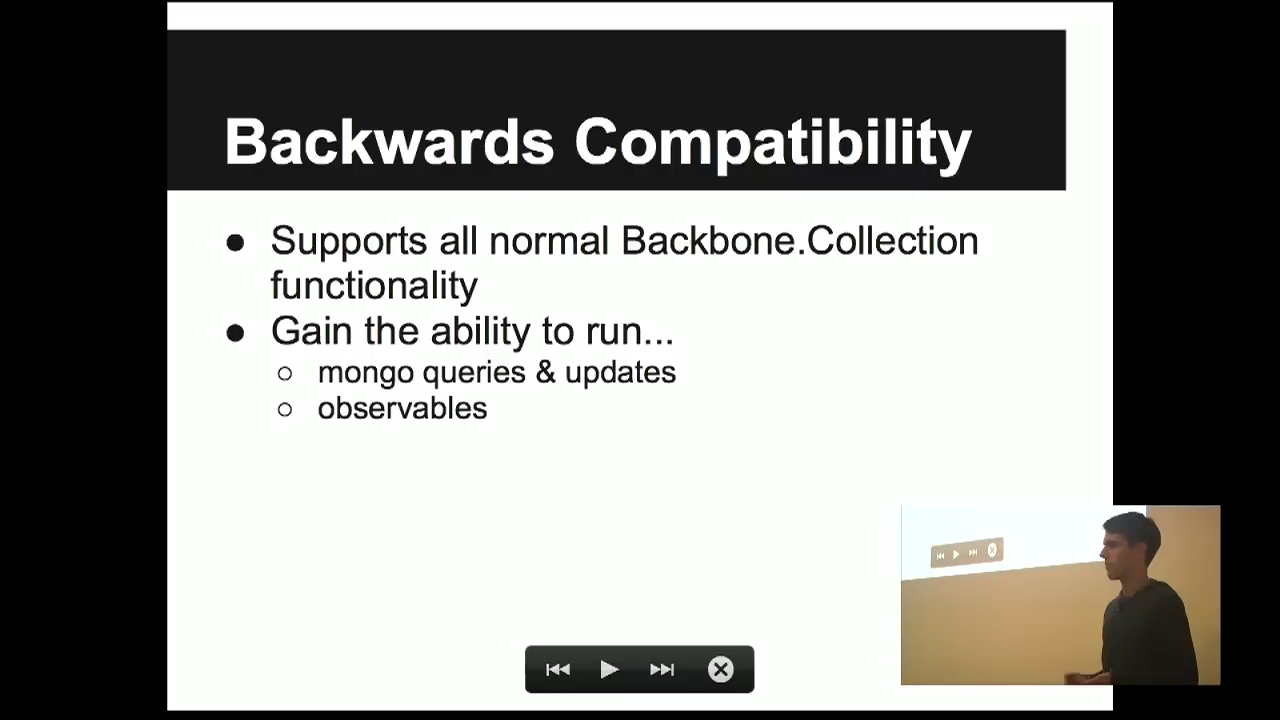 Backwards Compatibility
● Supports all normal Backbone.Collection
functionality
● Gain the ability to run...
○ mongo queries & updates
○ observables